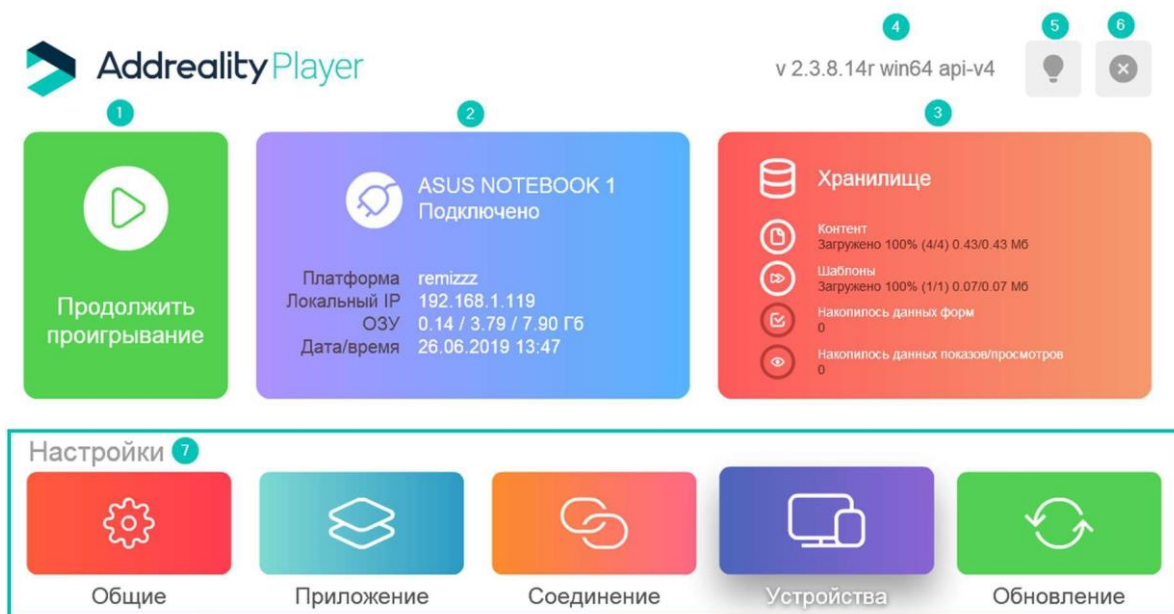 4
5
6
Addreality Player
v 2.3.8.14r win64 api-v4
1
2
3
Продолжить
проигрывание
ASUS NOTEBOOK 1
Подключено
Платформа remizzz
Локальный IP 192.168.1.119
ОЗУ 0.14 / 3.79 / 7.90 Гб
Дата/время 26.06.2019 13:47
Хранилище
Контент
Загружено 100% (4/4) 0.43/0.43 Мб
Шаблоны
Загружено 100% (1/1) 0.07/0.07 Мб
Накопилось данных форм
0
Накопилось данных показов/просмотров
0
Настройки 7
Общие
Приложение
Соединение
Устройства
Обновление